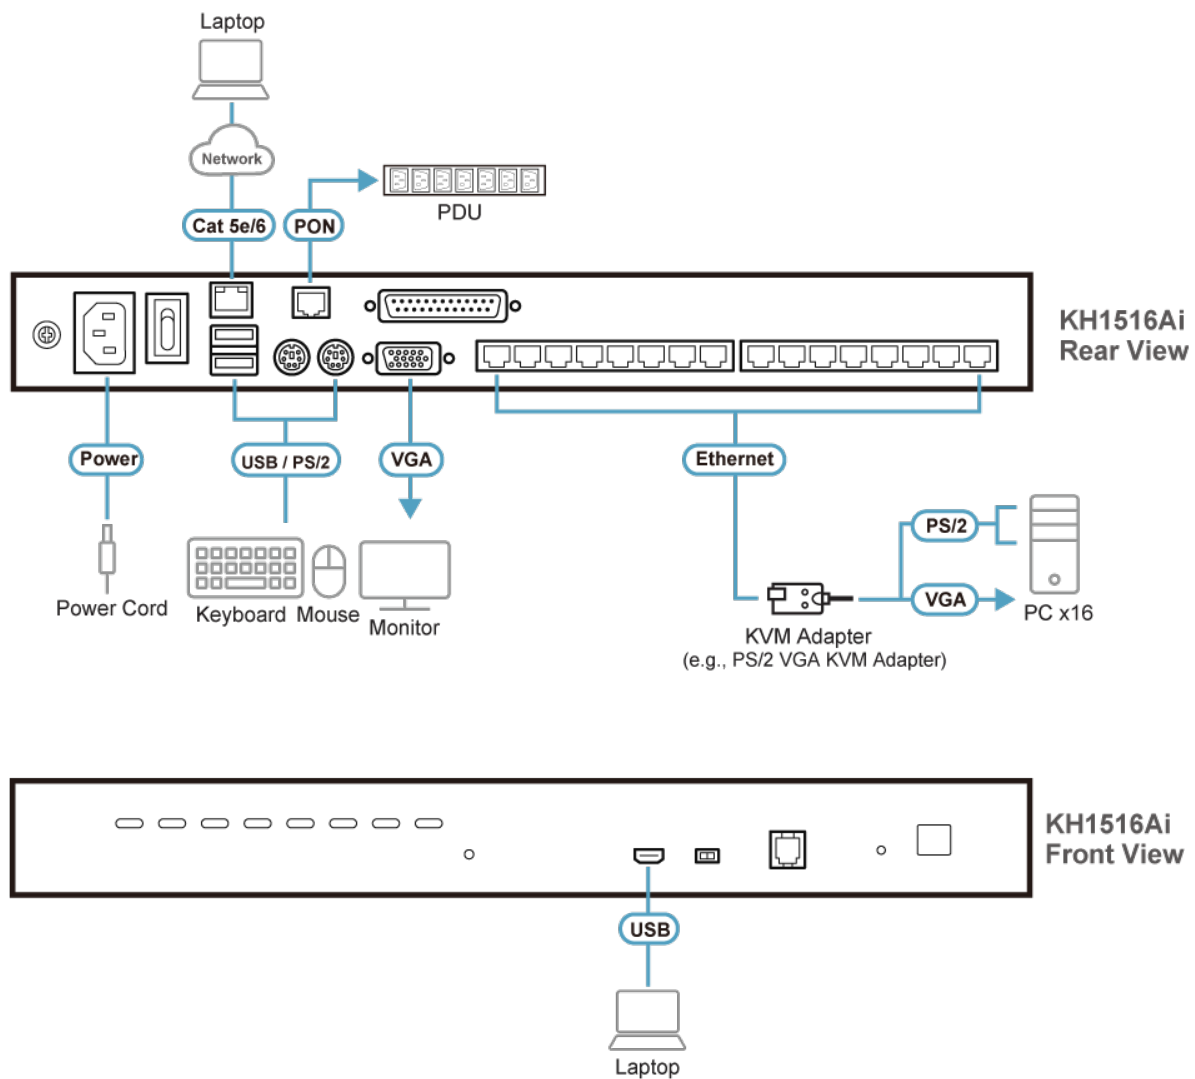 Laptop
Network
Cat 5e/6
PON
PDU
KH1516Ai
Rear View
Power
USB / PS/2
VGA
Ethernet
PS/2
VGA
Power Cord
Keyboard
Mouse
Monitor
PC x16
KVM Adapter
(e.g., PS/2 VGA KVM Adapter)
KH1516Ai
Front View
USB
Laptop